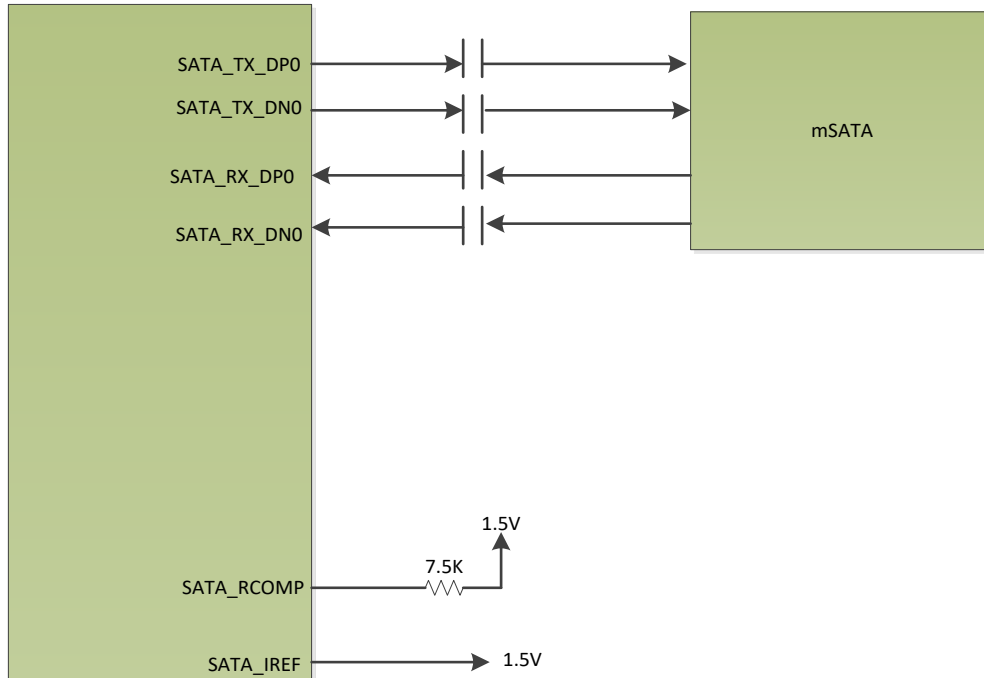 SATA_TX_DP0
SATA_TX_DN0
mSATA
SATA_RX_DP0
SATA_RX_DN0
1.5V
7.5K
SATA_RCOMP
SATA_IREF
1.5V